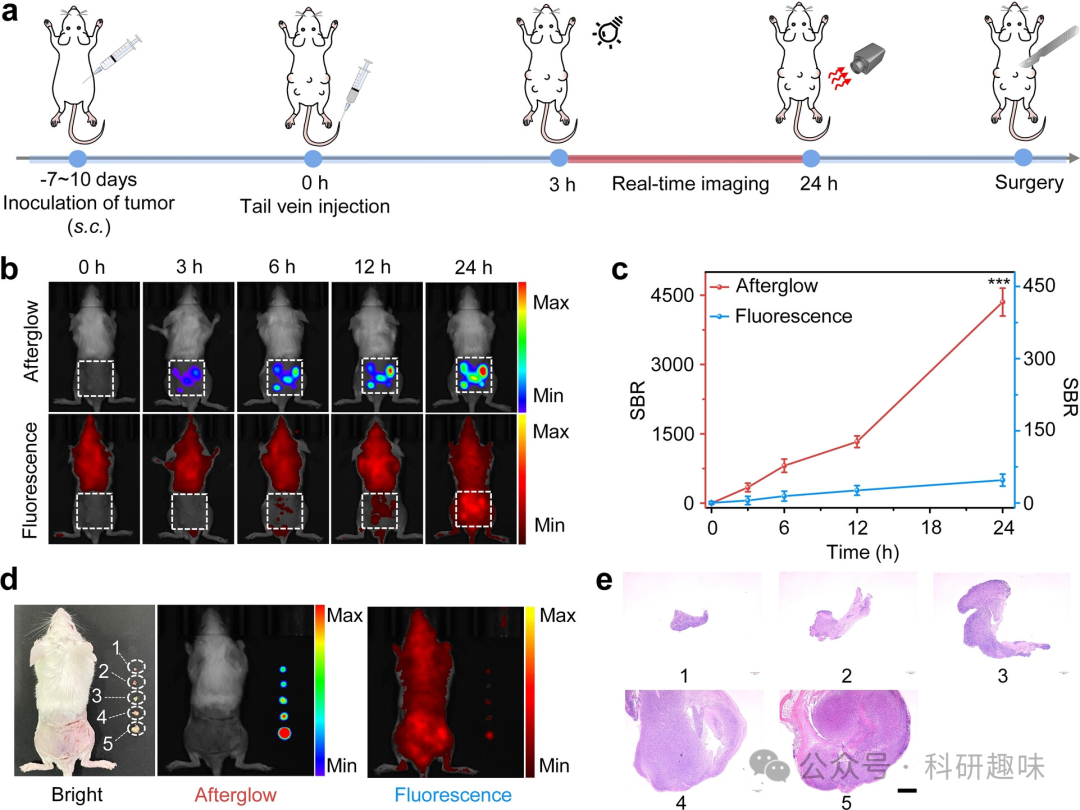 a
-7~10 days
Inoculation of tumor
(s.c.)
0 h
Tail vein injection
3 h
Real-time imaging
24 h
Surgery
b
0 h
3 h
6 h
12 h
24 h
Afterglow
Max
Min
Fluorescence
Max
Min
c
Afterglow
Fluorescence
***
SBR
4500
3000
1500
0
450
300
150
0
SBR
0
6
12
18
24
Time (h)
d
1
2
3
4
5
Bright
Max
Min
Afterglow
Max
Min
Fluorescence
e
1
2
3
4
5
公众号 · 科研趣味